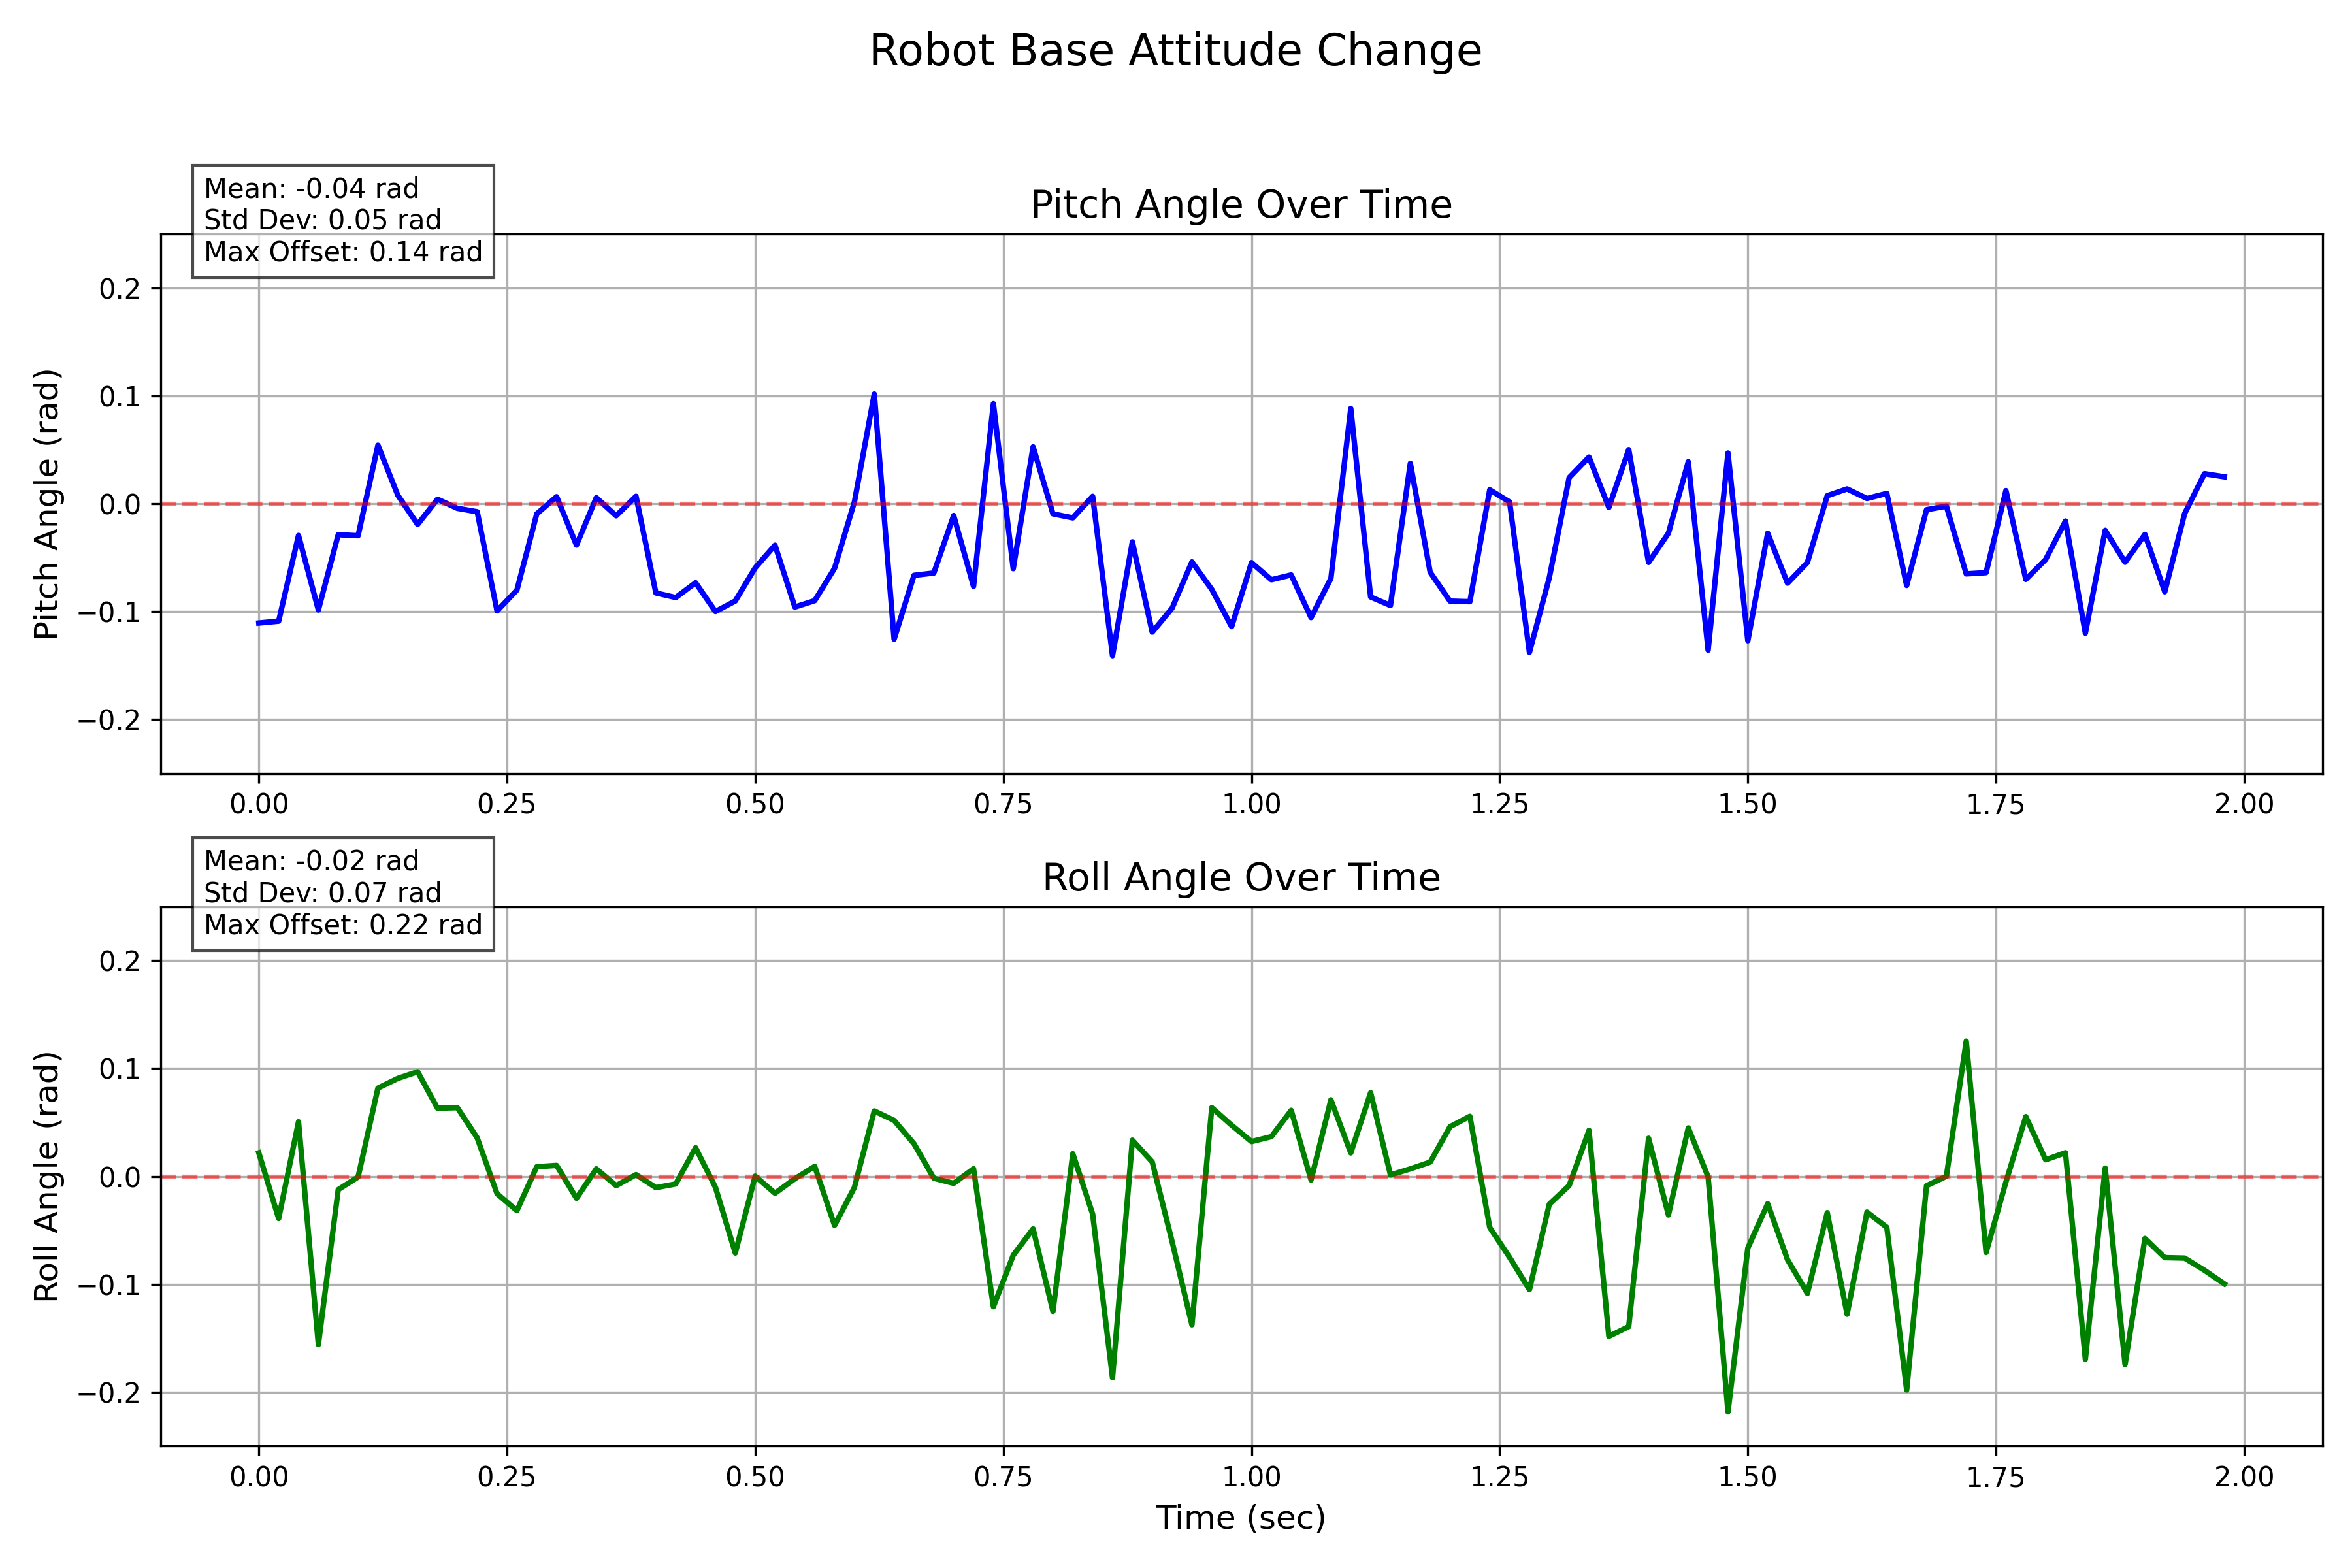 Robot Base Attitude Change
Mean: -0.04 rad
Std Dev: 0.05 rad
Max Offset: 0.14 rad
Pitch Angle Over Time
Pitch Angle (rad)
0.2
0.1
0.0
−0.1
−0.2
0.00 0.25 0.50 0.75 1.00 1.25 1.50 1.75 2.00
Mean: -0.02 rad
Std Dev: 0.07 rad
Max Offset: 0.22 rad
Roll Angle Over Time
Roll Angle (rad)
0.2
0.1
0.0
−0.1
−0.2
0.00 0.25 0.50 0.75 1.00 1.25 1.50 1.75 2.00
Time (sec)